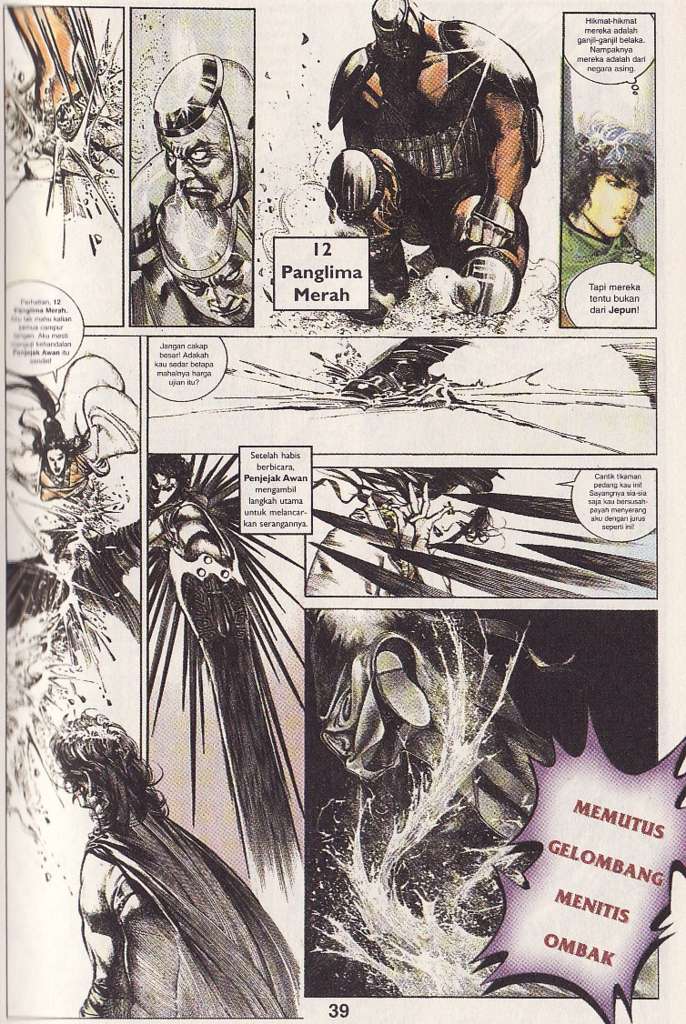 Hikmat-hikmat
mereka adalah
ganjil-ganjil belaka.
Nampaknya
mereka adalah dari
negara asing.
12
Panglima
Merah
Tapi mereka
tentu bukan
dari Jepun!
Perhatian, 12
Panglima Merah.
Aku tak mahu kalian
semua campur
tangan. Aku mesti
kehandalan
Penjejak Awan itu
sendiri!
Jangan cakap
besar! Adakah
kau sedar betapa
mahalnya harga
ujian itu?
Setelah habis
berbicara,
Penjejak Awan
mengambil
langkah utama
untuk melancar-
kan serangannya.
Cantik tikaman
pedang kau ini!
Sayangnya sia-sia
saja kau bersusah-
payah menyerang
aku dengan jurus
seperti ini!
MEMUTUS
GELOMBANG
MENITIS
OMBAK
39